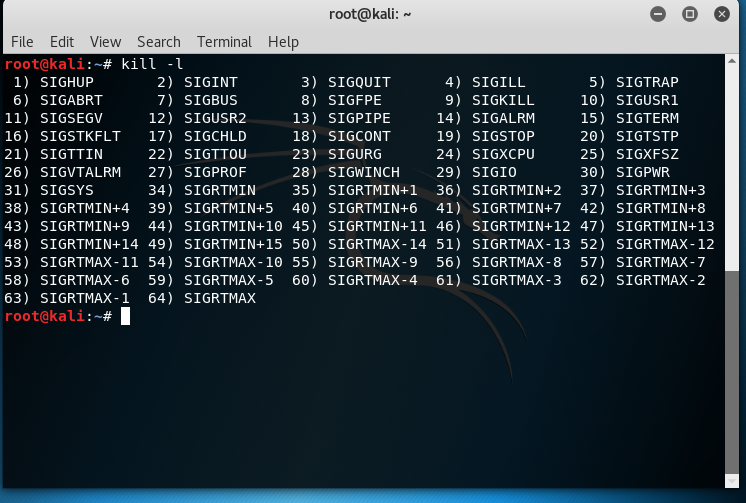 root@kali: ~
File Edit View Search Terminal Help
root@kali:~# kill -l
 1) SIGHUP       2) SIGINT       3) SIGQUIT      4) SIGILL       5) SIGTRAP
 6) SIGABRT      7) SIGBUS       8) SIGFPE       9) SIGKILL     10) SIGUSR1
11) SIGSEGV     12) SIGUSR2     13) SIGPIPE     14) SIGALRM     15) SIGTERM
16) SIGSTKFLT   17) SIGCHLD     18) SIGCONT     19) SIGSTOP     20) SIGTSTP
21) SIGTTIN     22) SIGTTOU     23) SIGURG      24) SIGXCPU     25) SIGXFSZ
26) SIGVTALRM   27) SIGPROF     28) SIGWINCH    29) SIGIO       30) SIGPWR
31) SIGSYS      34) SIGRTMIN    35) SIGRTMIN+1  36) SIGRTMIN+2  37) SIGRTMIN+3
38) SIGRTMIN+4  39) SIGRTMIN+5  40) SIGRTMIN+6  41) SIGRTMIN+7  42) SIGRTMIN+8
43) SIGRTMIN+9  44) SIGRTMIN+10 45) SIGRTMIN+11 46) SIGRTMIN+12 47) SIGRTMIN+13
48) SIGRTMIN+14 49) SIGRTMIN+15 50) SIGRTMAX-14 51) SIGRTMAX-13 52) SIGRTMAX-12
53) SIGRTMAX-11 54) SIGRTMAX-10 55) SIGRTMAX-9  56) SIGRTMAX-8  57) SIGRTMAX-7
58) SIGRTMAX-6  59) SIGRTMAX-5  60) SIGRTMAX-4  61) SIGRTMAX-3  62) SIGRTMAX-2
63) SIGRTMAX-1  64) SIGRTMAX
root@kali:~#